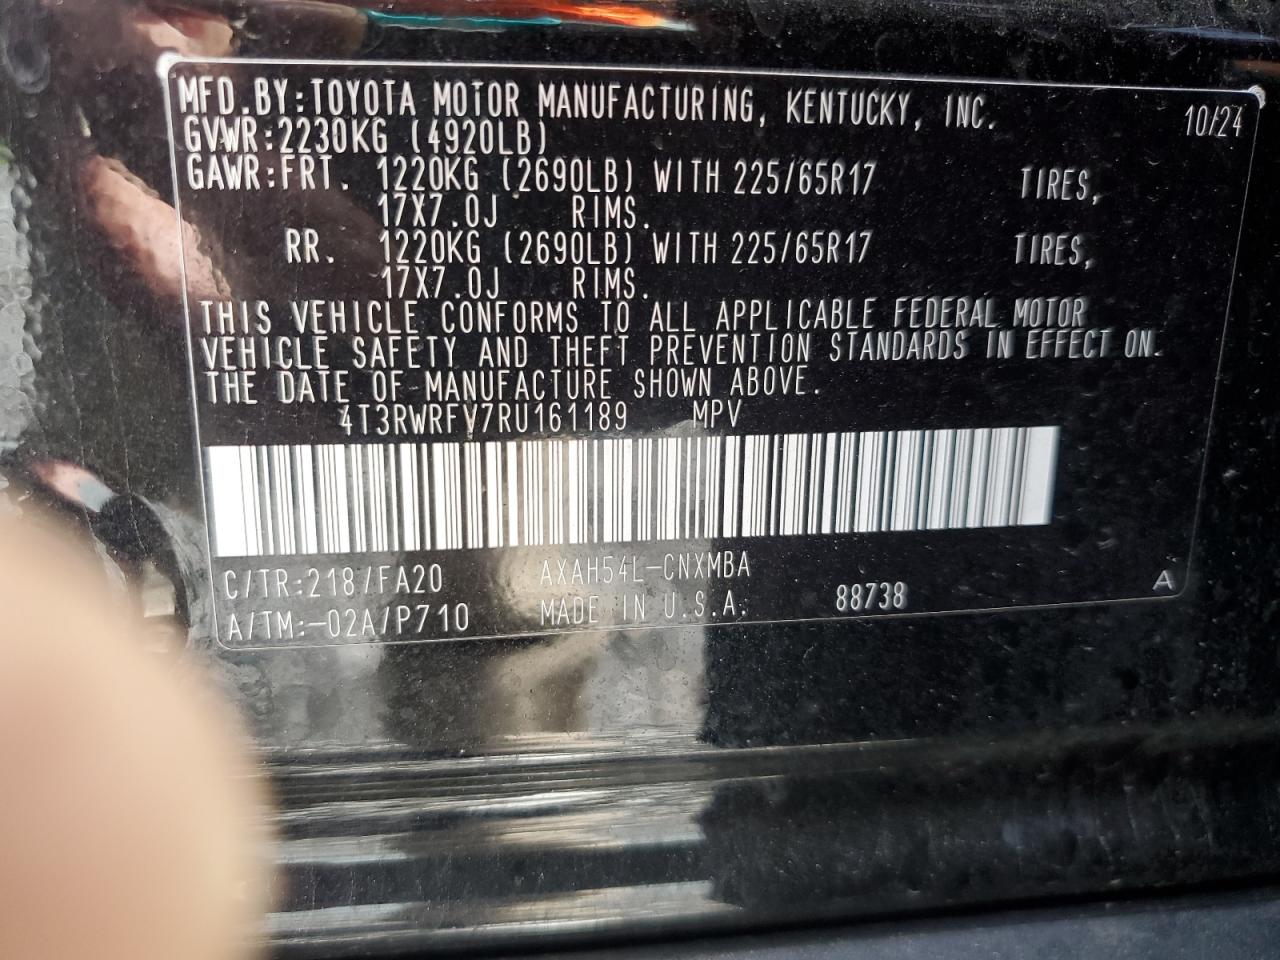 MFD.BY:TOYOTA MOTOR MANUFACTURING, KENTUCKY, INC. 10/24
GVWR:2230KG (4920LB)
GAWR:FRT. 1220KG (2690LB) WITH 225/65R17 TIRES,
17X7.0J RIMS.
RR. 1220KG (2690LB) WITH 225/65R17 TIRES,
17X7.0J RIMS.
THIS VEHICLE CONFORMS TO ALL APPLICABLE FEDERAL MOTOR
VEHICLE SAFETY AND THEFT PREVENTION STANDARDS IN EFFECT ON
THE DATE OF MANUFACTURE SHOWN ABOVE.
4T3RWRFV7RU161189 MPV
C/TR:218/FA20 AXAH54L-CNXMBA
A/TM:-02A/P710 MADE IN U.S.A. 88738 A